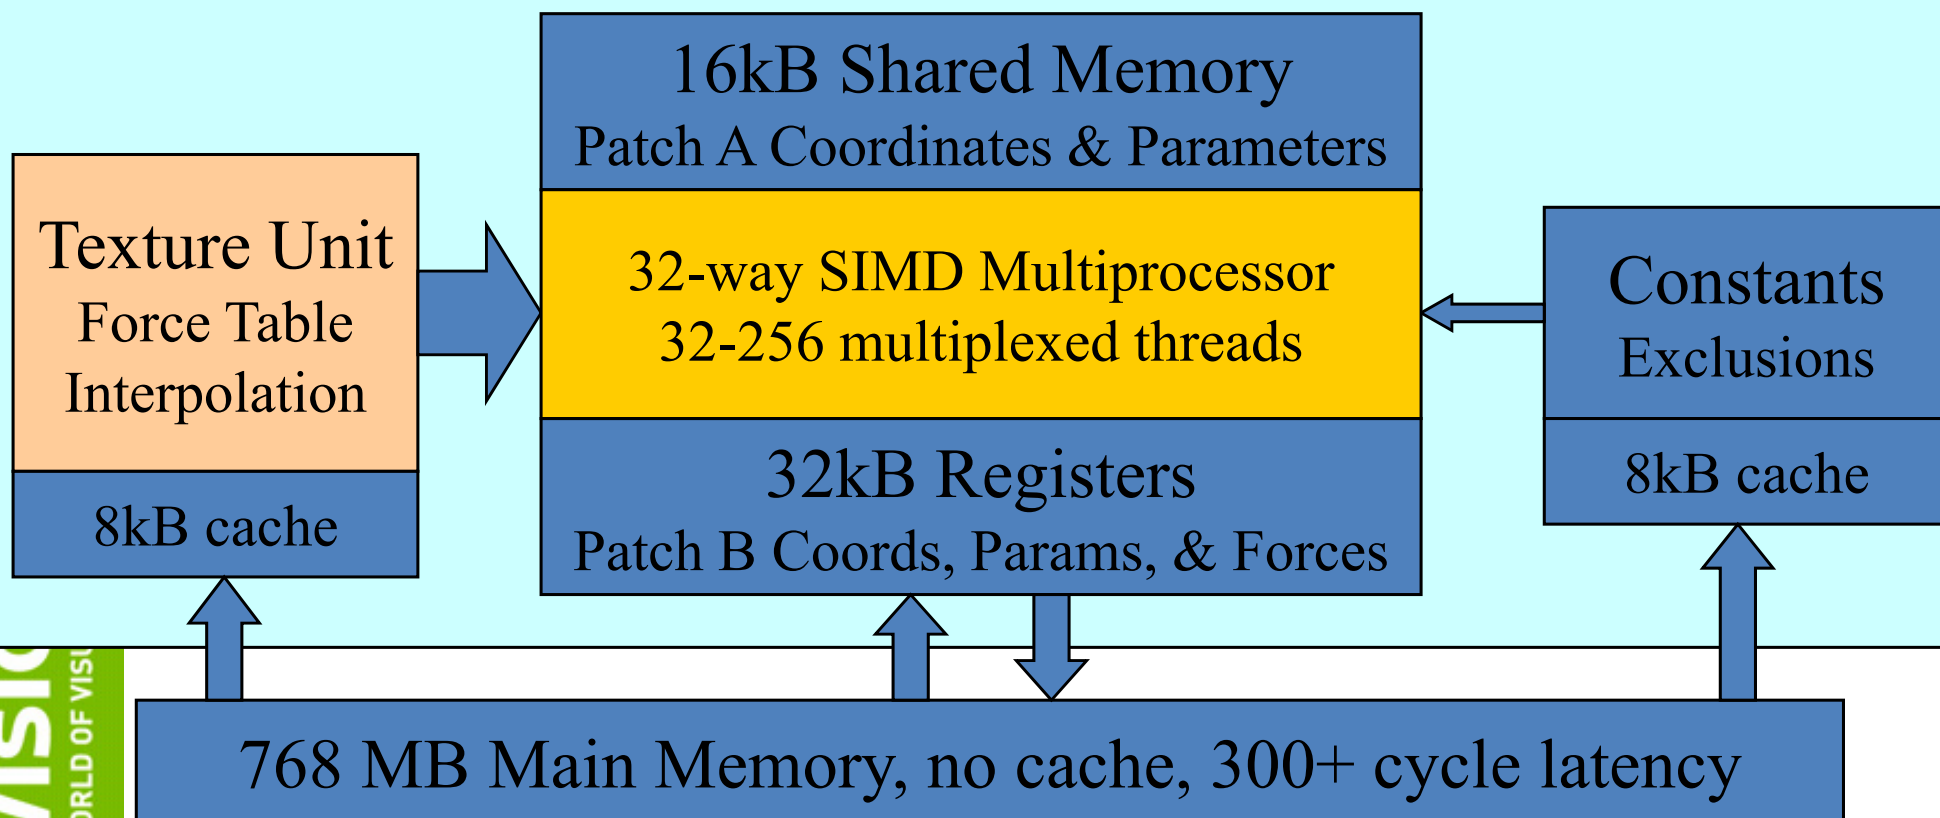 16kB Shared Memory
Patch A Coordinates & Parameters
Texture Unit
Force Table
Interpolation
8kB cache
32-way SIMD Multiprocessor
32-256 multiplexed threads
Constants
Exclusions
8kB cache
32kB Registers
Patch B Coords, Params, & Forces
768 MB Main Memory, no cache, 300+ cycle latency